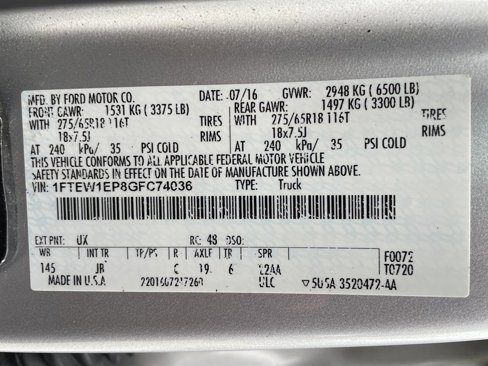 MFD. BY FORD MOTOR CO. DATE: 07/16 GVWR: 2948 KG ( 6500 LB)
FRONT GAWR: 1531 KG ( 3375 LB) REAR GAWR: 1497 KG ( 3300 LB)
WITH 275/65R18 116T TIRES WITH 275/65R18 116T TIRES
18x7.5J RIMS 18x7.5J RIMS
AT 240 kPa/ 35 PSI COLD AT 240 kPa/ 35 PSI COLD
THIS VEHICLE CONFORMS TO ALL APPLICABLE FEDERAL MOTOR VEHICLE
SAFETY STANDARDS IN EFFECT ON THE DATE OF MANUFACTURE SHOWN ABOVE.
VIN: 1FTEW1EP8GFC74036 TYPE: Truck
EXT PNT: UX RC: 48 DSO:
WB TP/PS R AXLE TR SPR F0072
145 C 19 6 T0720
MADE IN U.S.A. ULC 5U5A 3520472-AA